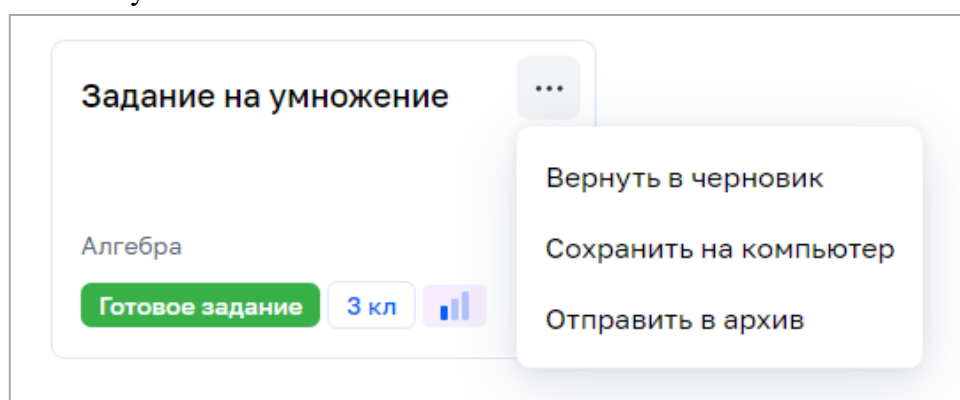 Задание на умножение
...
Вернуть в черновик
Сохранить на компьютер
Отправить в архив
Алгебра
Готовое задание
3 кл